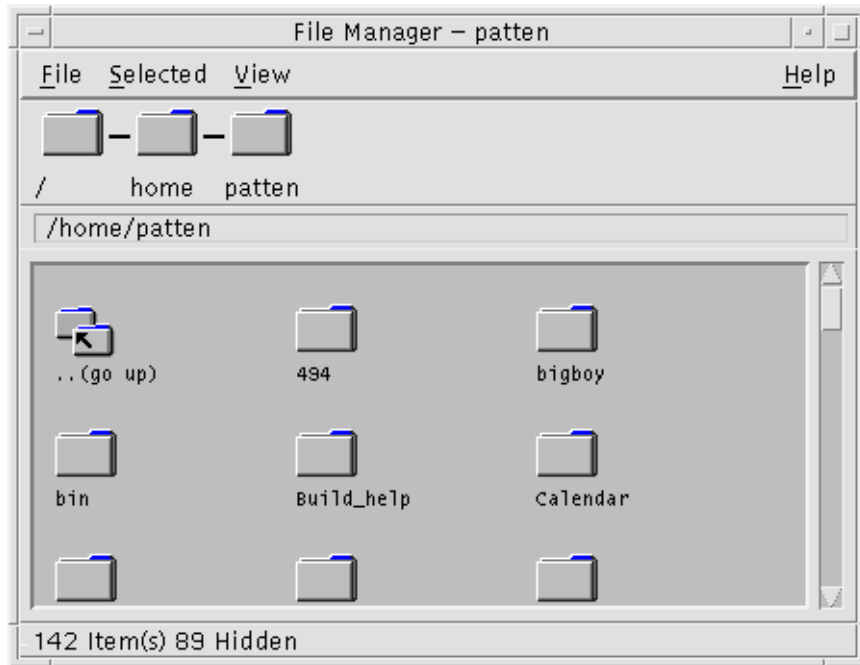 File Manager – patten
File Selected View Help
/ home patten
/home/patten
..(go up) 494 bigboy
bin Build_help Calendar
142 Item(s) 89 Hidden